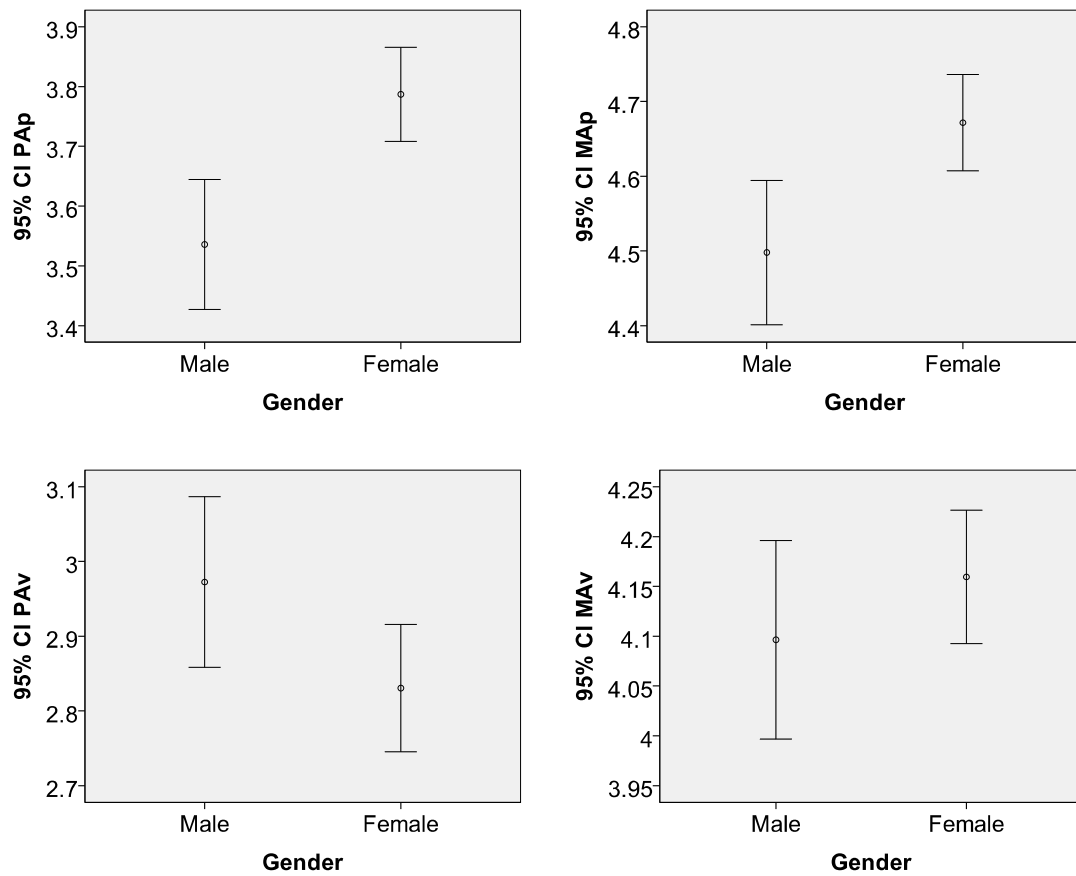 95% CI PAp
3.9
3.8
3.7
3.6
3.5
3.4
Male Female
Gender
95% CI MAp
4.8
4.7
4.6
4.5
4.4
Male Female
Gender
95% CI PAv
3.1
3
2.9
2.8
2.7
Male Female
Gender
95% CI MAv
4.25
4.2
4.15
4.1
4.05
4
3.95
Male Female
Gender